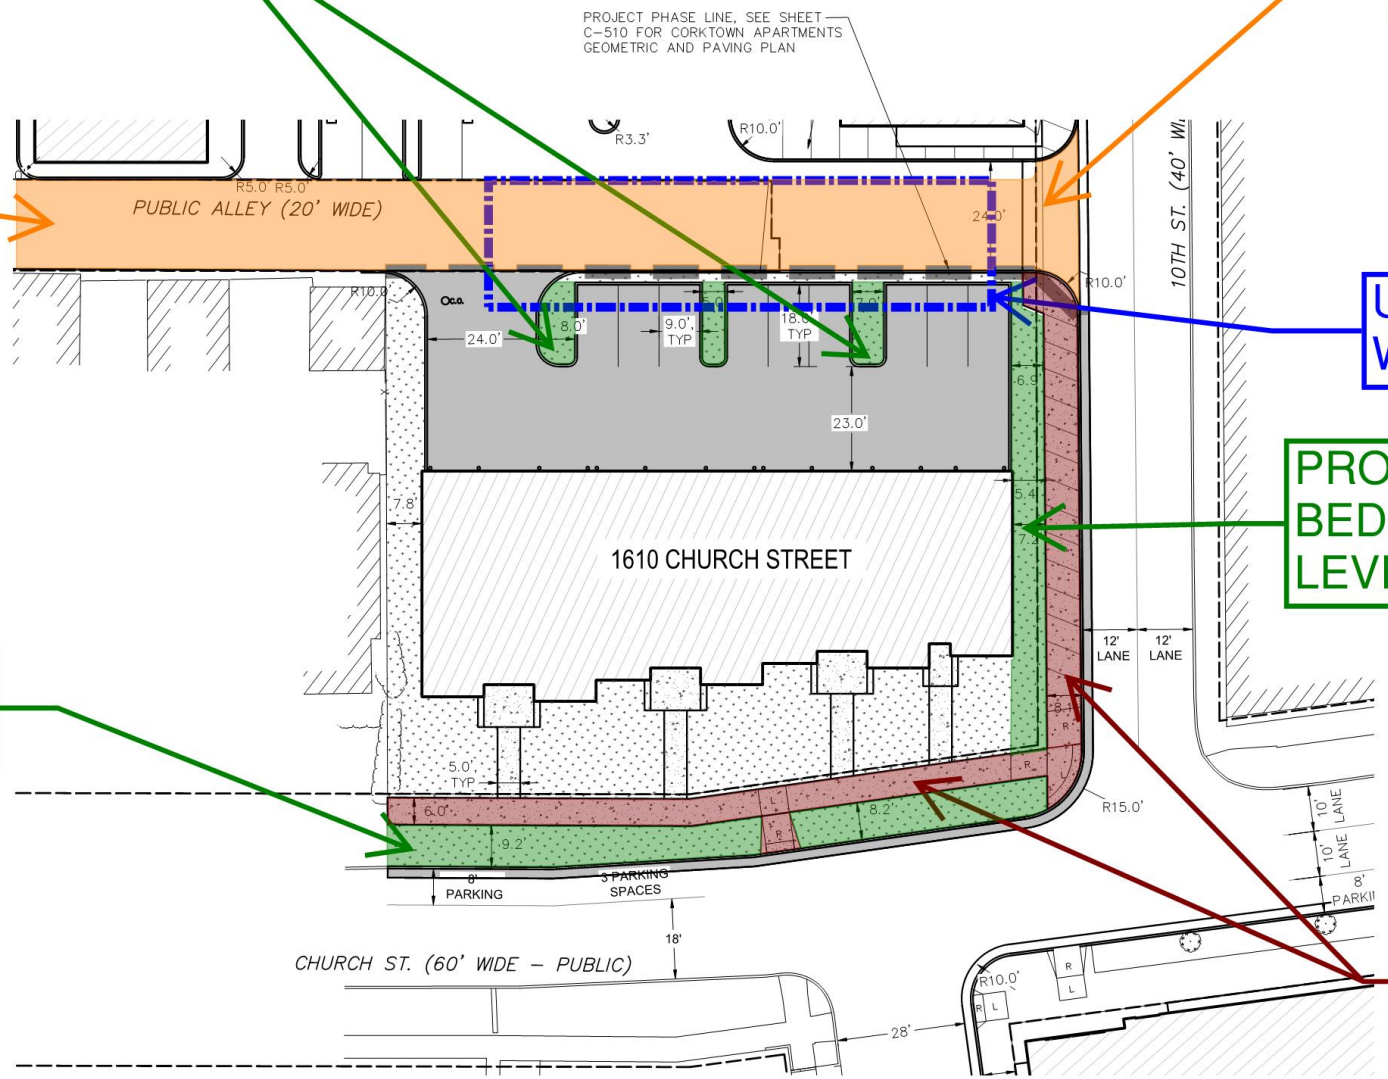 PROJECT PHASE LINE, SEE SHEET
C-510 FOR CORKTOWN APARTMENTS
GEOMETRIC AND PAVING PLAN
R3.3'
R10.0'
10TH ST. (40'
R5.0' R5.0'
PUBLIC ALLEY (20' WIDE)
24.0'
R10.0
C.O.
R10.0'
5.0'
7.0'
18.0'
TYP
8.0'
9.0',
TYP
24.0'
U
W
6.9'
23.0'
PRO
BED
LEV
5.4'
7.8'
7.2'
1610 CHURCH STREET
12'
LANE
12'
LANE
8.1'
R
5.0'
TYP
R
L
L
6.0'
R
8.2'
R15.0'
10'
LANE
10'
LANE
9.2'
8'
PARKING
3 PARKING
SPACES
8'
PARKI
18'
CHURCH ST. (60' WIDE – PUBLIC)
R10.0'
R
L
R
L
28'